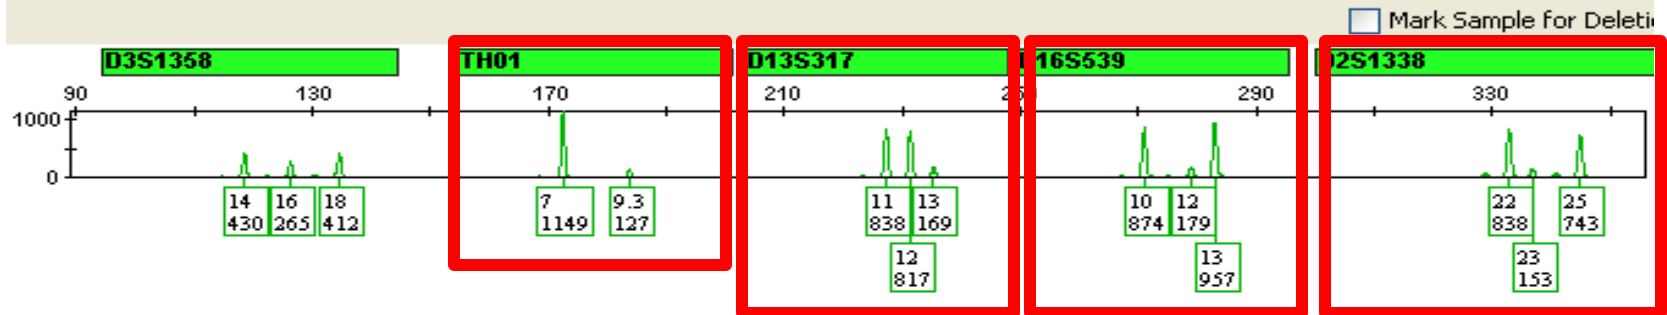 Mark Sample for Deleti
D3S1358 TH01 D13S317 16S539 2S1338
90 130 170 210 250 290 330
1000
0
14 16 18 7 9.3 11 13 10 12 22 25
430 265 412 1149 127 838 169 874 179 838 743
12 13 23
817 957 153